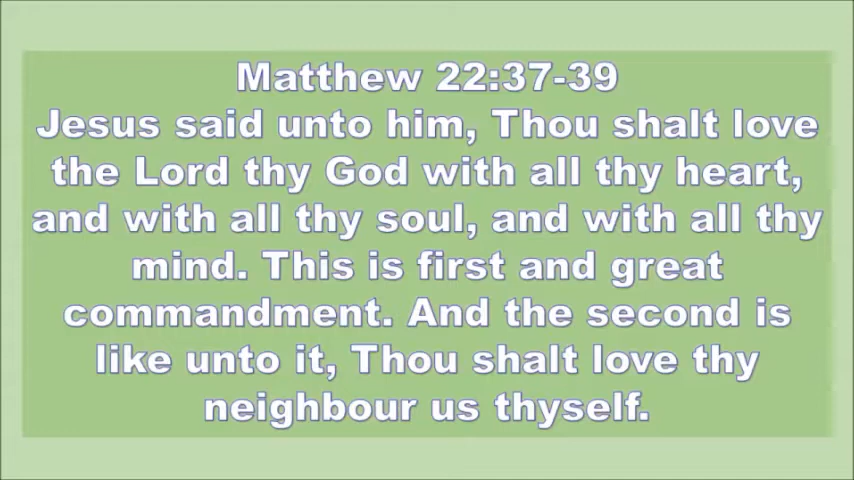 Matthew 22:37-39
Jesus said unto him, Thou shalt love
the Lord thy God with all thy heart,
and with all thy soul, and with all thy
mind. This is first and great
commandment. And the second is
like unto it, Thou shalt love thy
neighbour us thyself.